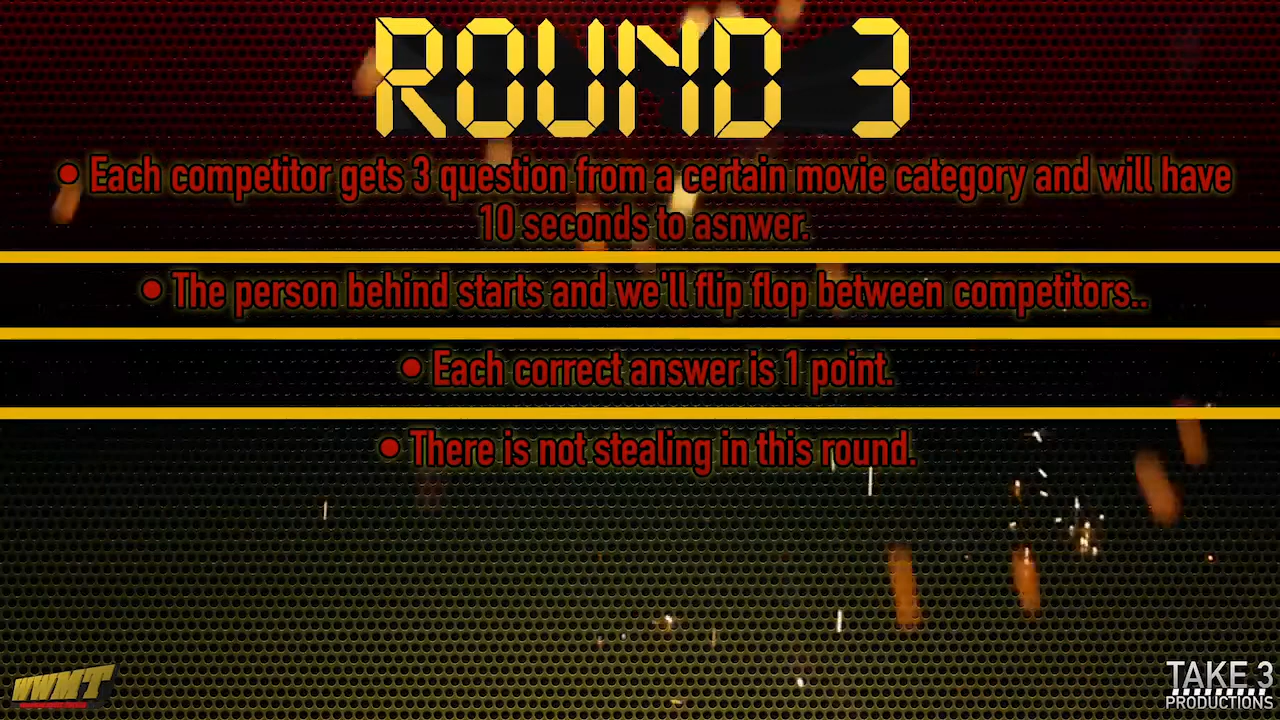 ROUND 3
• Each competitor gets 3 question from a certain movie category and will have
10 seconds to asnwer.
• The person behind starts and we'll flip flop between competitors..
• Each correct answer is 1 point.
• There is not stealing in this round.
WWMT
TAKE 3
PRODUCTIONS